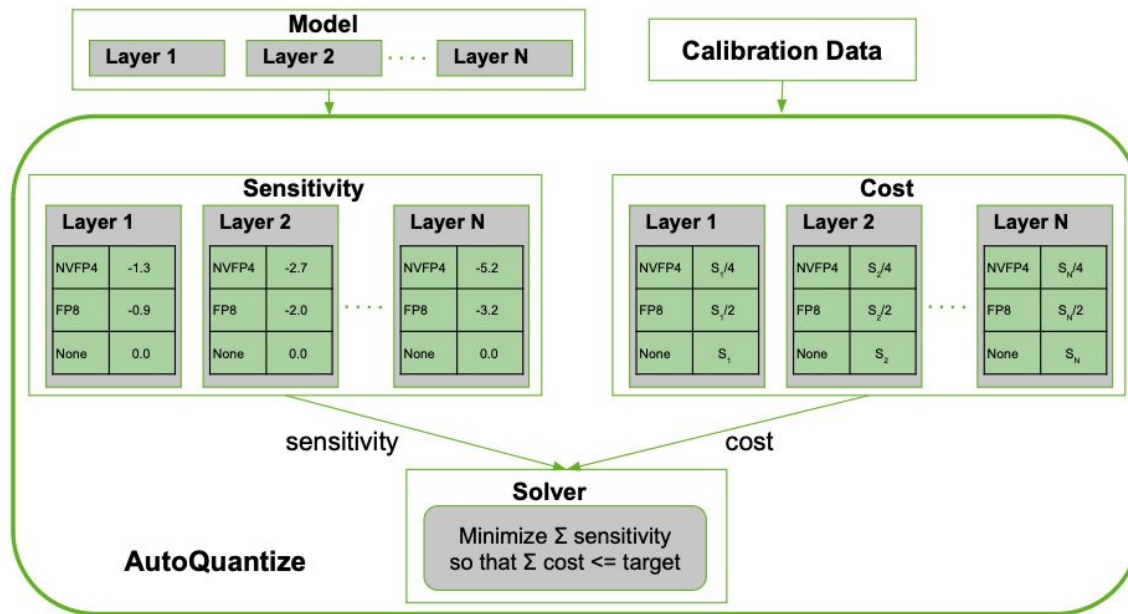 Model
Layer 1 Layer 2 .... Layer N
Calibration Data
Sensitivity
Layer 1
NVFP4 -1.3
FP8 -0.9
None 0.0
Layer 2
NVFP4 -2.7
FP8 -2.0
None 0.0
....
Layer N
NVFP4 -5.2
FP8 -3.2
None 0.0
Cost
Layer 1
NVFP4 S₁/4
FP8 S₁/2
None S₁
Layer 2
NVFP4 S₂/4
FP8 S₂/2
None S₂
....
Layer N
NVFP4 S_N/4
FP8 S_N/2
None S_N
sensitivity
cost
Solver
Minimize Σ sensitivity
so that Σ cost <= target
AutoQuantize